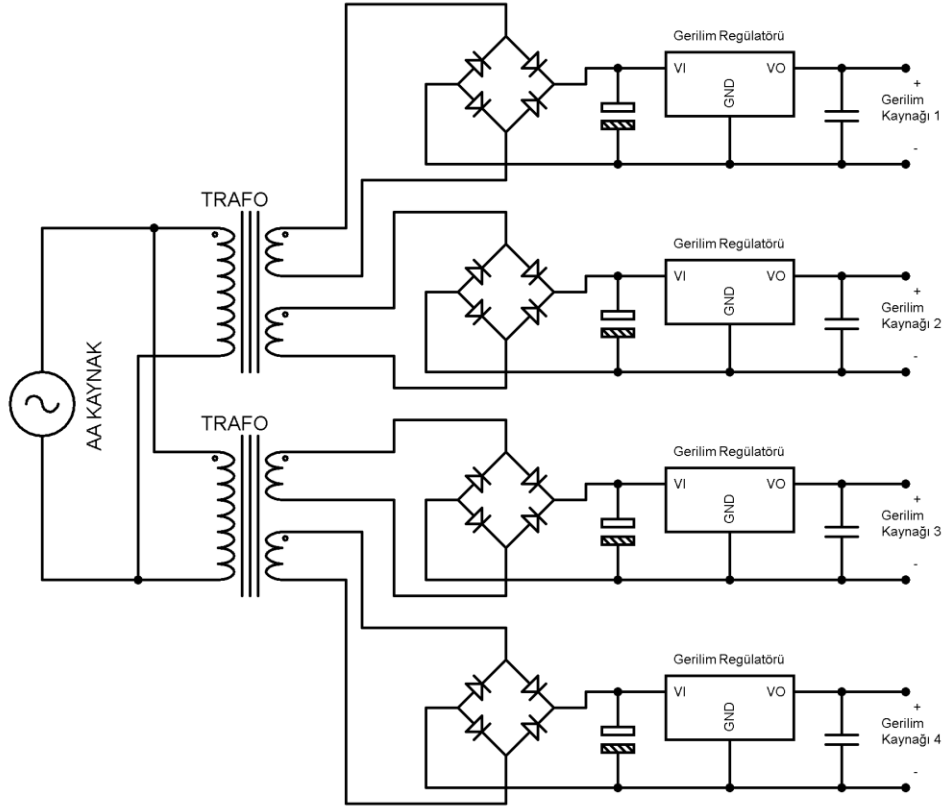 Gerilim Regülatörü
VI
VO
GND
+
Gerilim
Kaynağı 1
-
TRAFO
Gerilim Regülatörü
VI
VO
GND
+
Gerilim
Kaynağı 2
-
AA KAYNAK
TRAFO
Gerilim Regülatörü
VI
VO
GND
+
Gerilim
Kaynağı 3
-
Gerilim Regülatörü
VI
VO
GND
+
Gerilim
Kaynağı 4
-